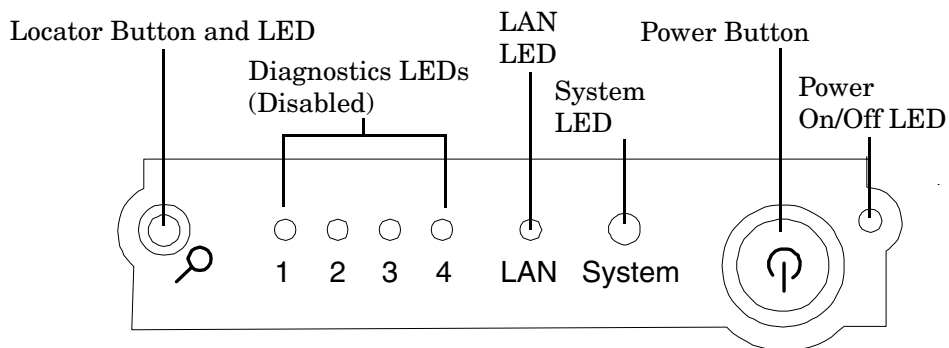 Locator Button and LED
Diagnostics LEDs
(Disabled)
LAN
LED
System
LED
Power Button
Power
On/Off LED
1 2 3 4 LAN System